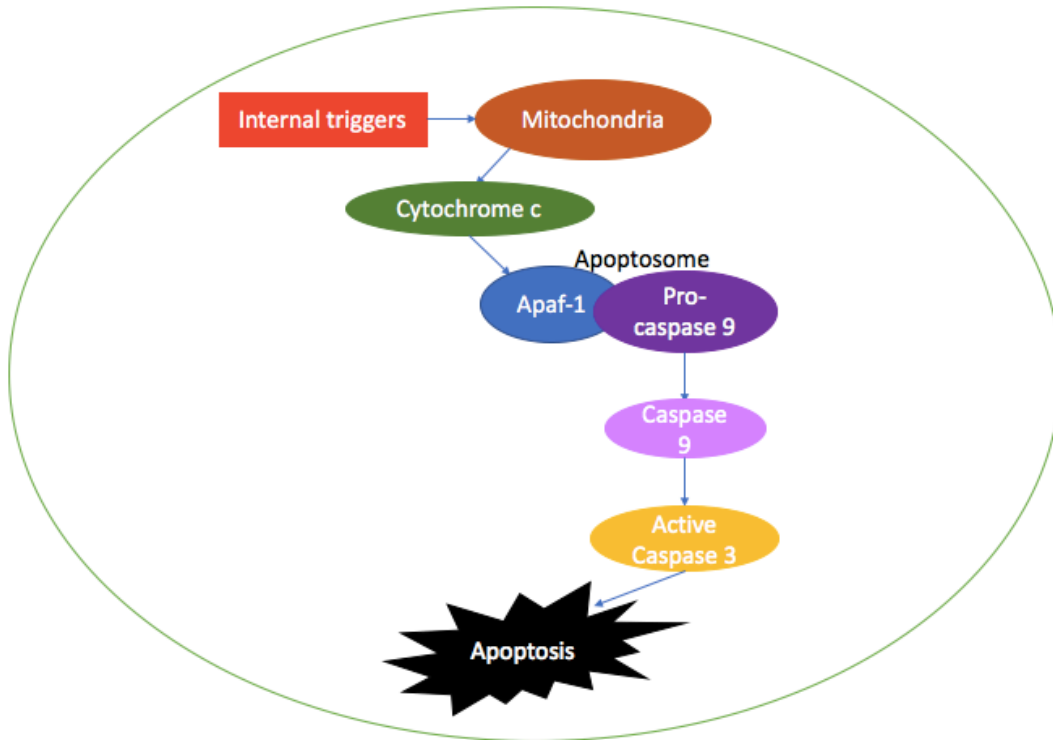 Internal triggers
Mitochondria
Cytochrome c
Apoptosome
Apaf-1
Pro-
caspase 9
Caspase
9
Active
Caspase 3
Apoptosis